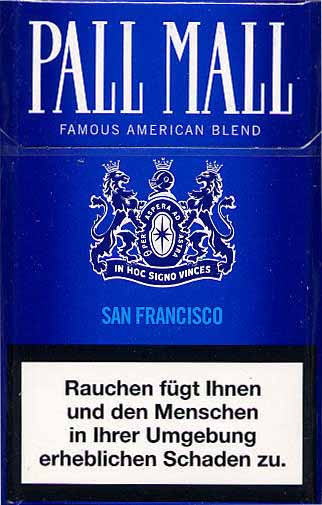 PALL MALL
FAMOUS AMERICAN BLEND
PER ASPERA AD ASTRA
IN HOC SIGNO VINCES
SAN FRANCISCO
Rauchen fügt Ihnen
und den Menschen
in Ihrer Umgebung
erheblichen Schaden zu.